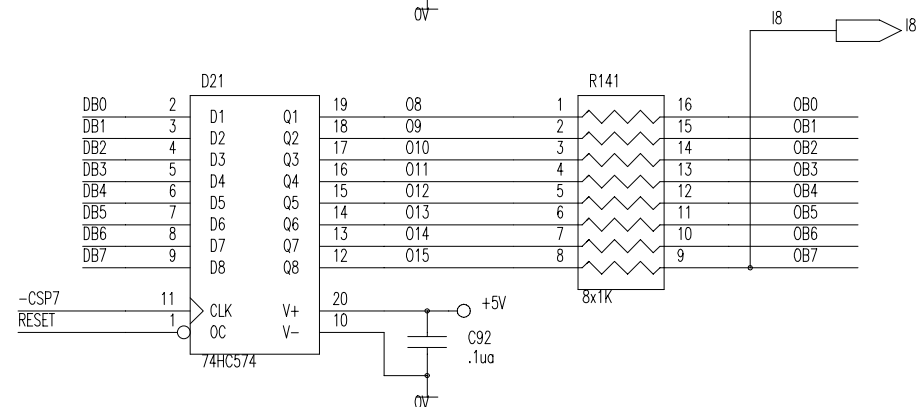 0V
I8 I8
D21 R141
DB0 2 D1 Q1 19 O8 1 16 OB0
DB1 3 D2 Q2 18 O9 2 15 OB1
DB2 4 D3 Q3 17 O10 3 14 OB2
DB3 5 D4 Q4 16 O11 4 13 OB3
DB4 6 D5 Q5 15 O12 5 12 OB4
DB5 7 D6 Q6 14 O13 6 11 OB5
DB6 8 D7 Q7 13 O14 7 10 OB6
DB7 9 D8 Q8 12 O15 8 9 OB7
-CSP7 11 CLK V+ 20 +5V 8x1K
RESET 1 OC V- 10 C92
74HC574 .1ua
0V